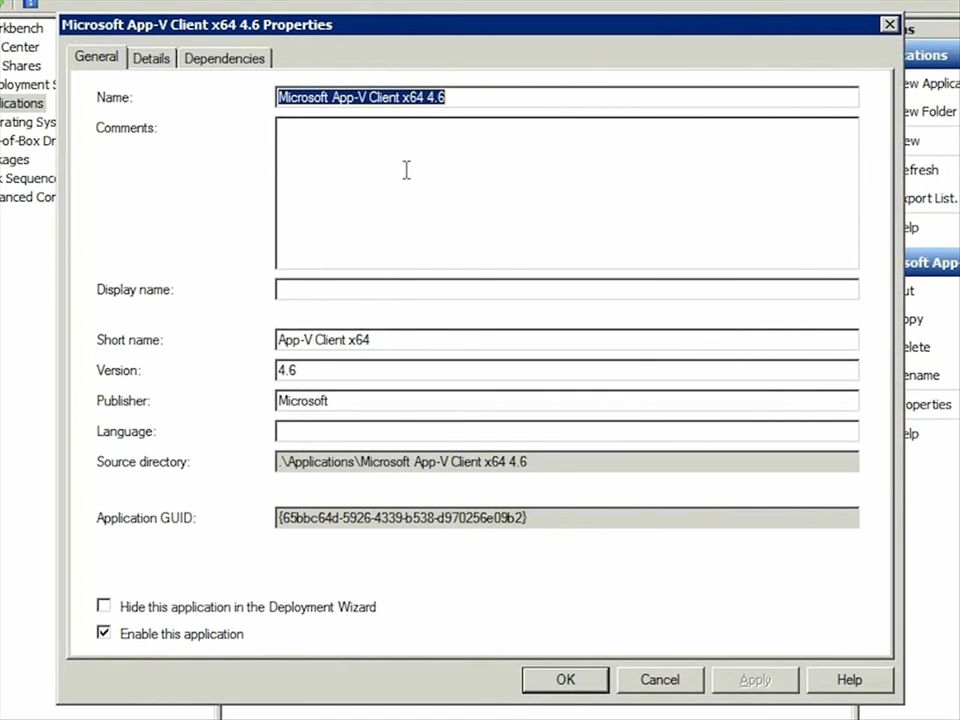 Microsoft App-V Client x64 4.6 Properties
General Details Dependencies
Name: Microsoft App-V Client x64 4.6
Comments:
Display name:
Short name: App-V Client x64
Version: 4.6
Publisher: Microsoft
Language:
Source directory: .\Applications\Microsoft App-V Client x64 4.6
Application GUID: {65bbc64d-5926-4339-b538-d970256e09b2}
Hide this application in the Deployment Wizard
Enable this application
OK Cancel Apply Help
rkbench
Center
Shares
ployment S
lications
rating Sys
-of-Box Dr
kages
k Sequenc
anced Cor
ns
ations
ew Applica
ew Folder
ew
efresh
xport List.
elp
soft App-
ut
opy
elete
ename
operties
elp